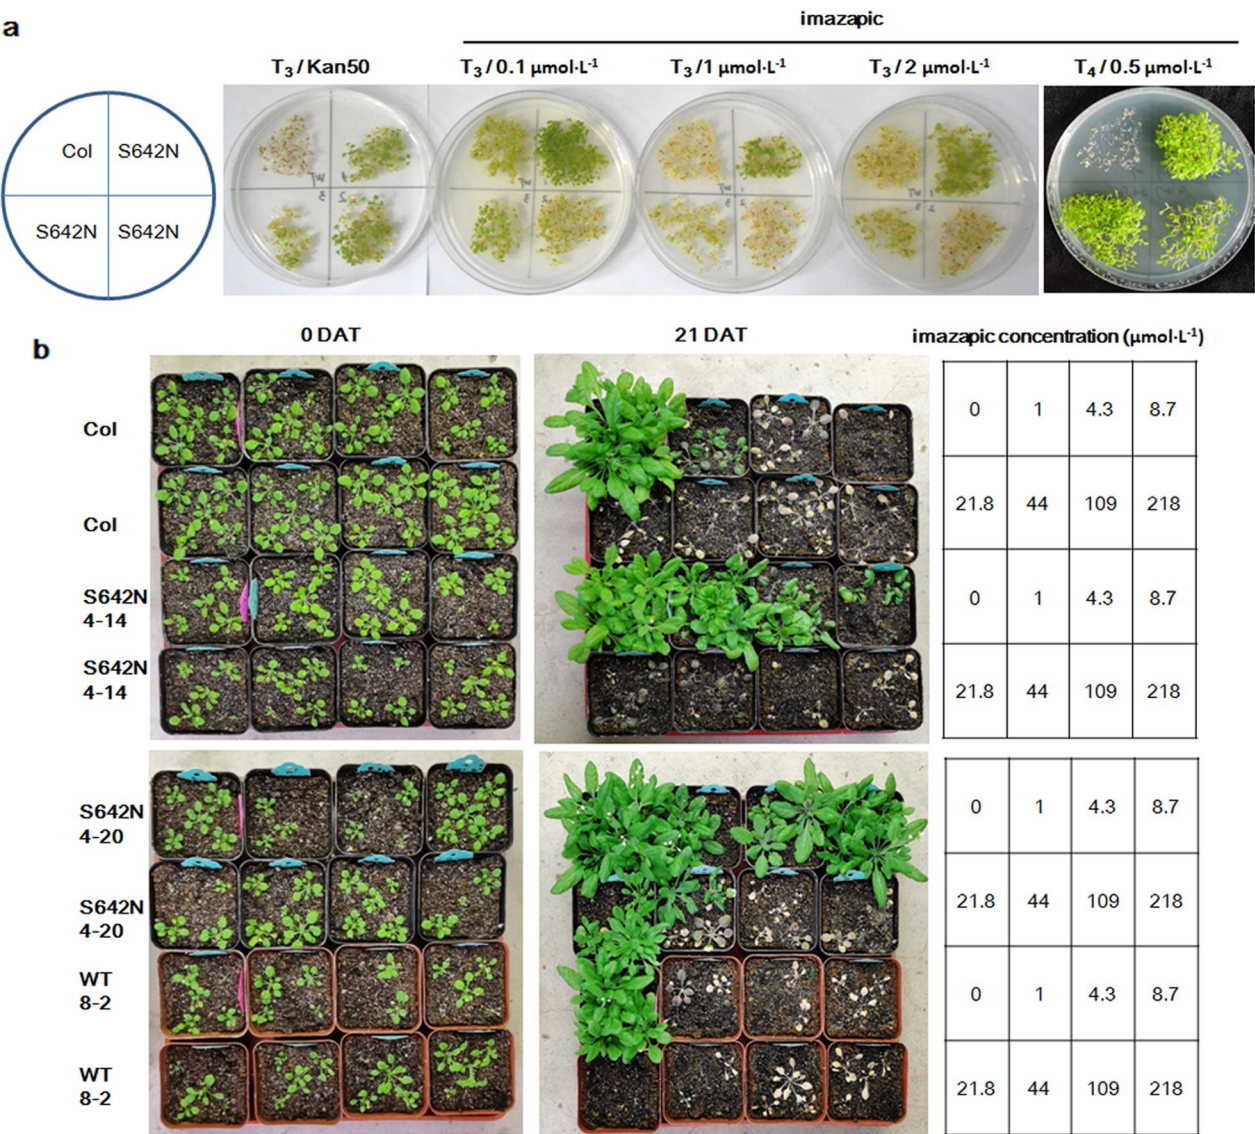 a
imazapic
T3 / Kan50
T3 / 0.1 μmol·L-1
T3 /1 μmol·L-1
T3 / 2 μmol·L-1
T4 / 0.5 μmol·L-1
Col S642N
S642N S642N
b
0 DAT
21 DAT
imazapic concentration (μmol·L-1)
Col
0 1 4.3 8.7
Col
21.8 44 109 218
S642N
4-14
0 1 4.3 8.7
S642N
4-14
21.8 44 109 218
S642N
4-20
0 1 4.3 8.7
S642N
4-20
21.8 44 109 218
WT
8-2
0 1 4.3 8.7
WT
8-2
21.8 44 109 218